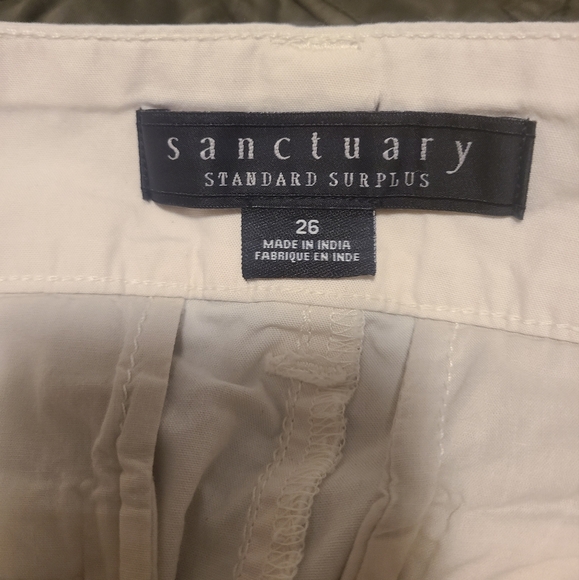 sanctuary
STANDARD SURPLUS
26
MADE IN INDIA
FABRIQUE EN INDE